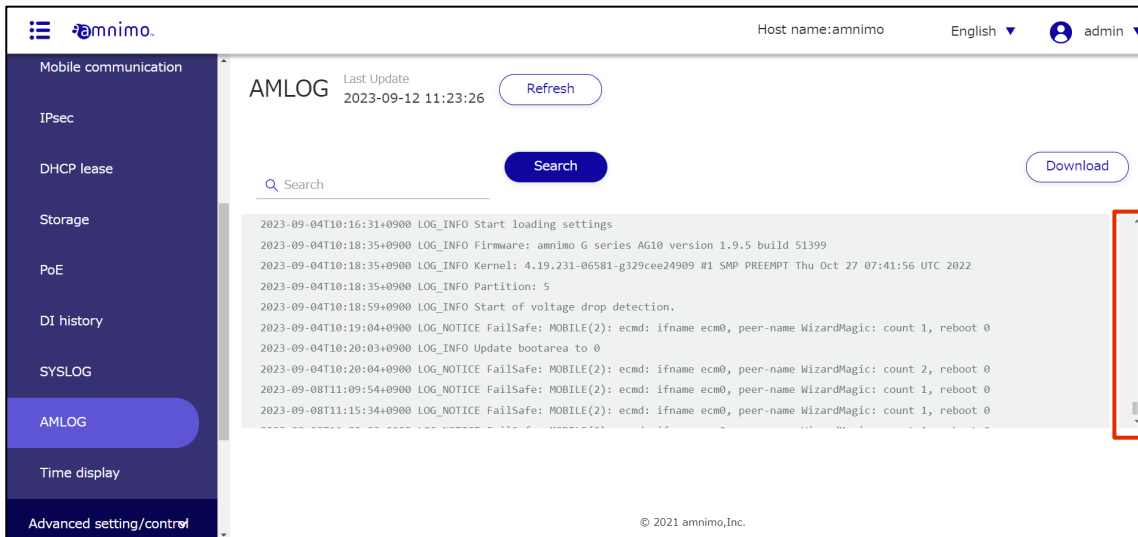 amnimo
Host name:amnimo
English ▼
admin ▼
Mobile communication
IPsec
DHCP lease
Storage
PoE
DI history
SYSLOG
AMLOG
Time display
Advanced setting/control
AMLOG
Last Update
2023-09-12 11:23:26
Refresh
Search
Search
Download
2023-09-04T10:16:31+0900 LOG_INFO Start loading settings
2023-09-04T10:18:35+0900 LOG_INFO Firmware: amnimo G series AG10 version 1.9.5 build 51399
2023-09-04T10:18:35+0900 LOG_INFO Kernel: 4.19.231-06581-g329cee24909 #1 SMP PREEMPT Thu Oct 27 07:41:56 UTC 2022
2023-09-04T10:18:35+0900 LOG_INFO Partition: 5
2023-09-04T10:18:59+0900 LOG_INFO Start of voltage drop detection.
2023-09-04T10:19:04+0900 LOG_NOTICE FailSafe: MOBILE(2): ecmd: ifname ecm0, peer-name WizardMagic: count 1, reboot 0
2023-09-04T10:20:03+0900 LOG_INFO Update bootarea to 0
2023-09-04T10:20:04+0900 LOG_NOTICE FailSafe: MOBILE(2): ecmd: ifname ecm0, peer-name WizardMagic: count 2, reboot 0
2023-09-08T11:09:54+0900 LOG_NOTICE FailSafe: MOBILE(2): ecmd: ifname ecm0, peer-name WizardMagic: count 1, reboot 0
2023-09-08T11:15:34+0900 LOG_NOTICE FailSafe: MOBILE(2): ecmd: ifname ecm0, peer-name WizardMagic: count 1, reboot 0
© 2021 amnimo,Inc.